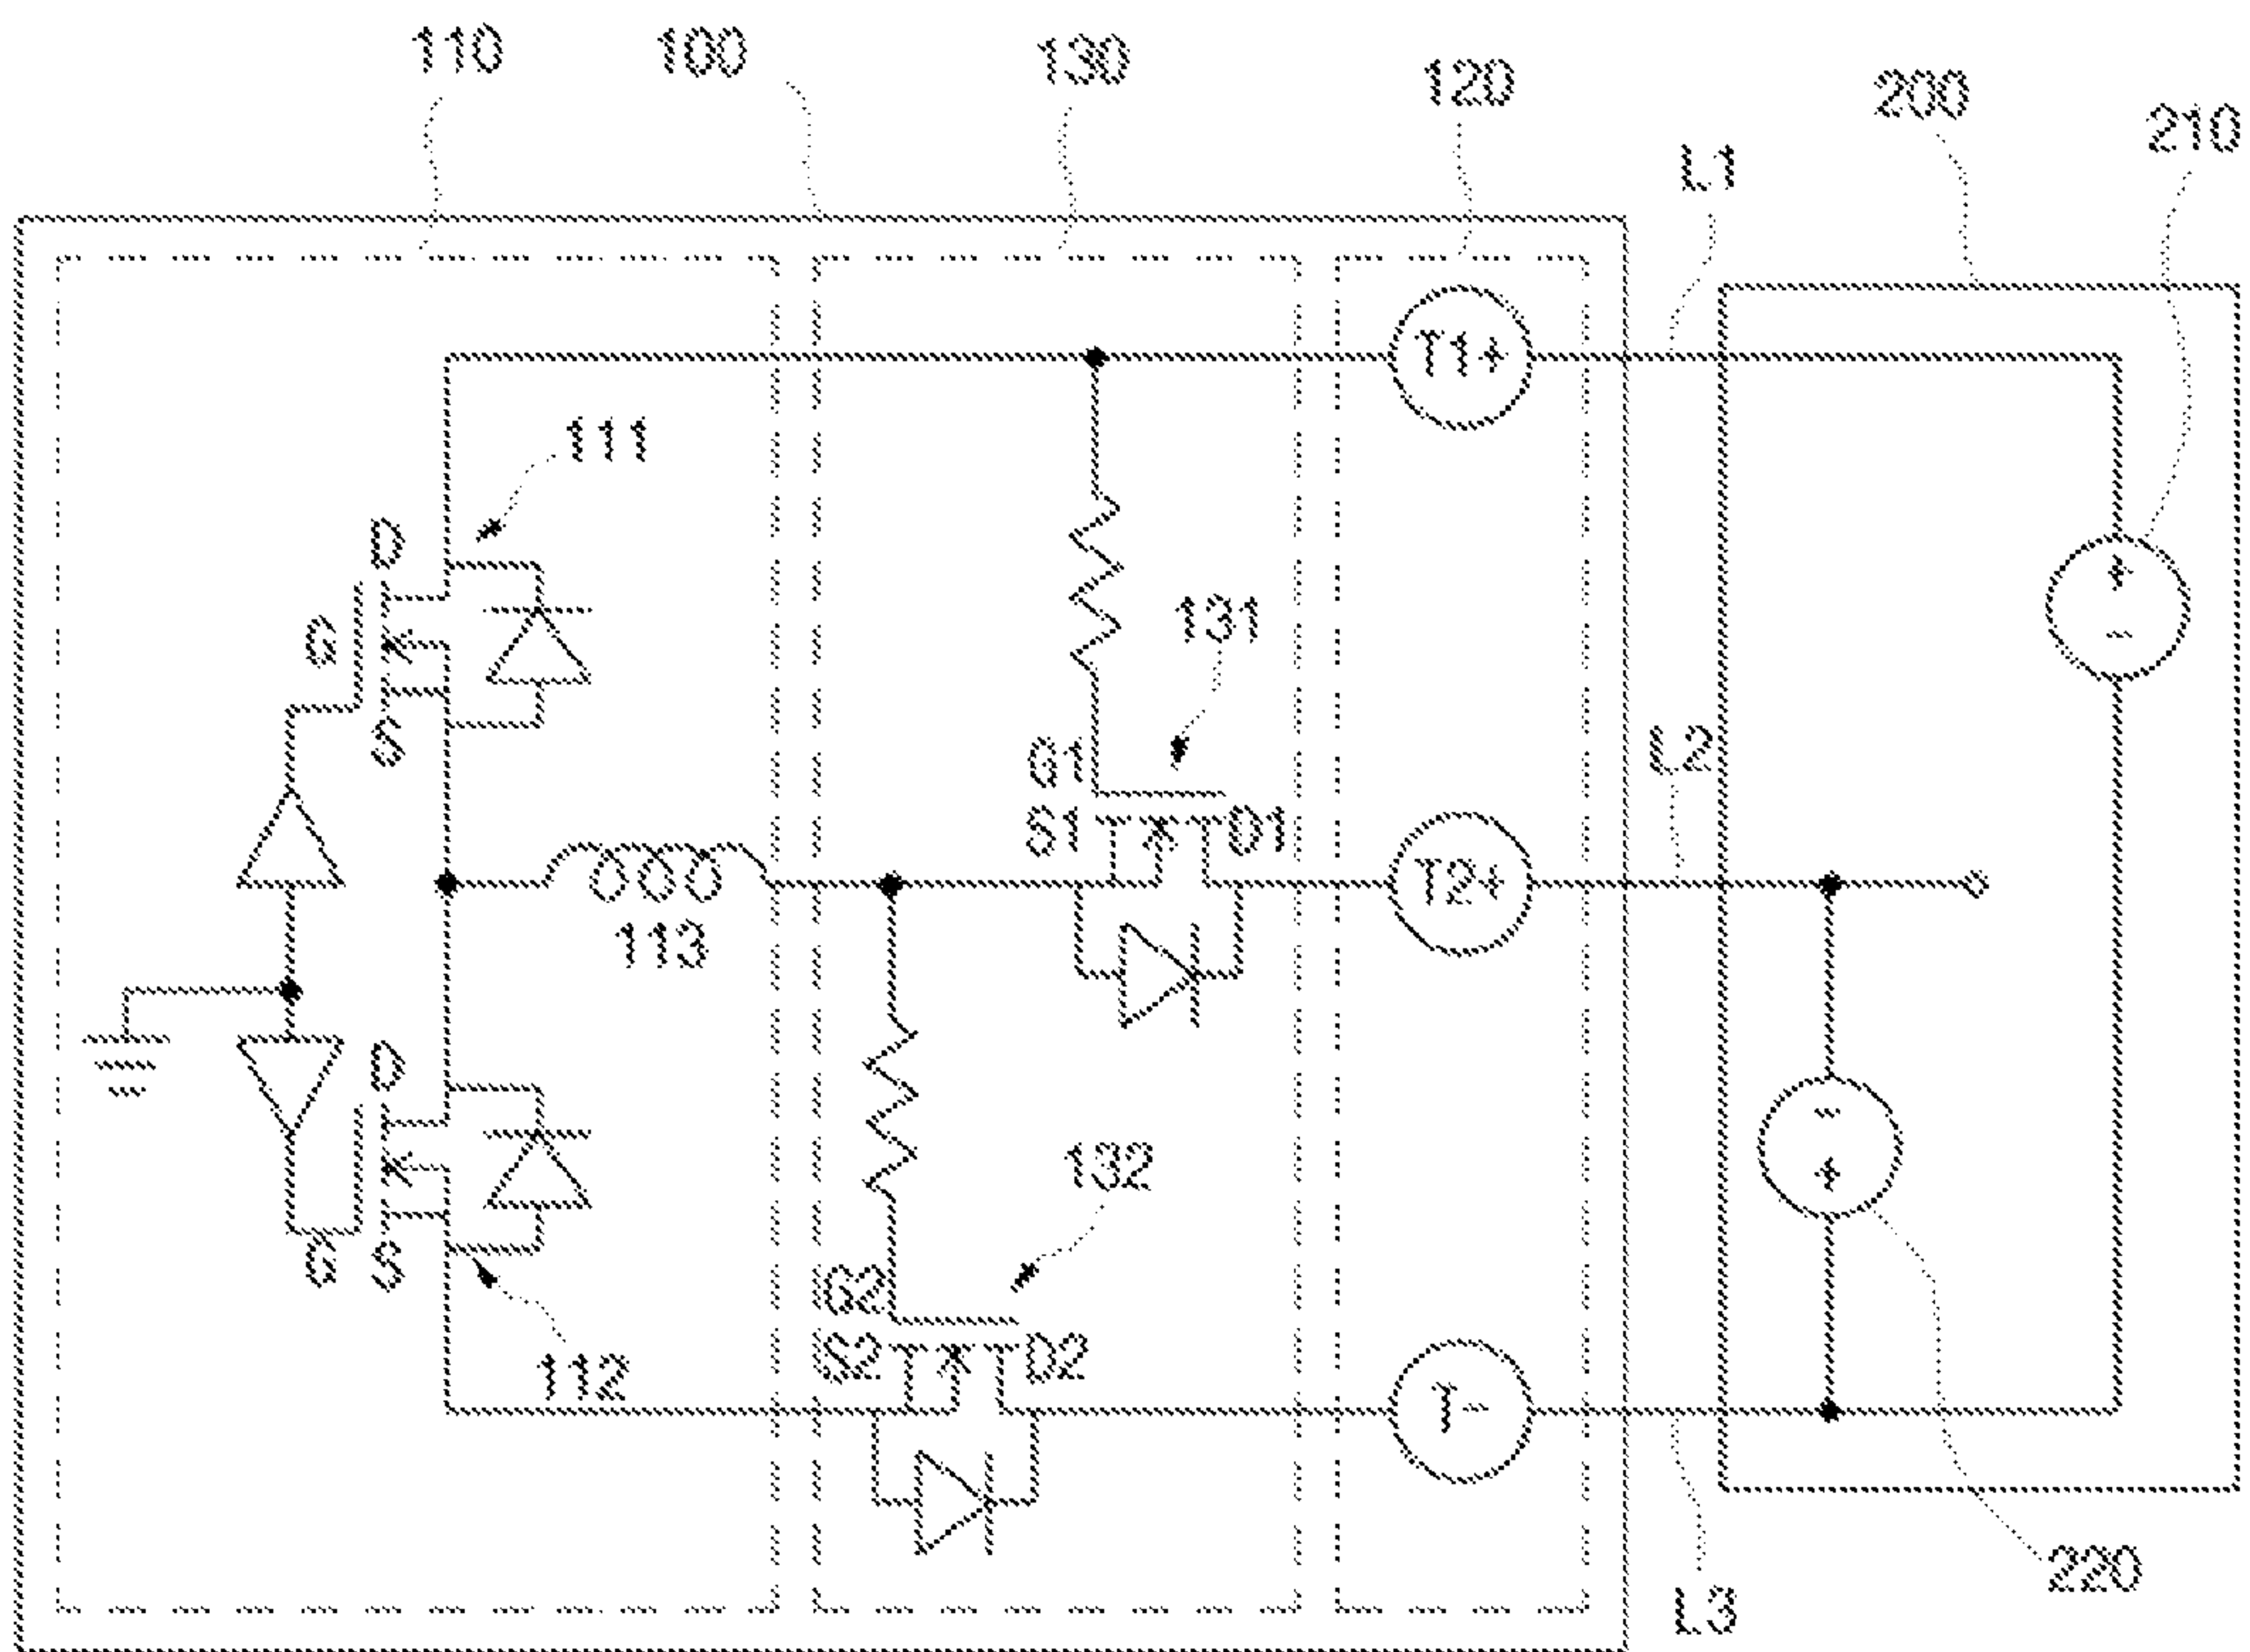 110 100 130 120 200 210
L1
T1+
111
D
G
S
+
-
131
G1
S1 D1
L2
T2+
113
D
G S
112
-
+
132
G2
S2 D2
T-
220
L3